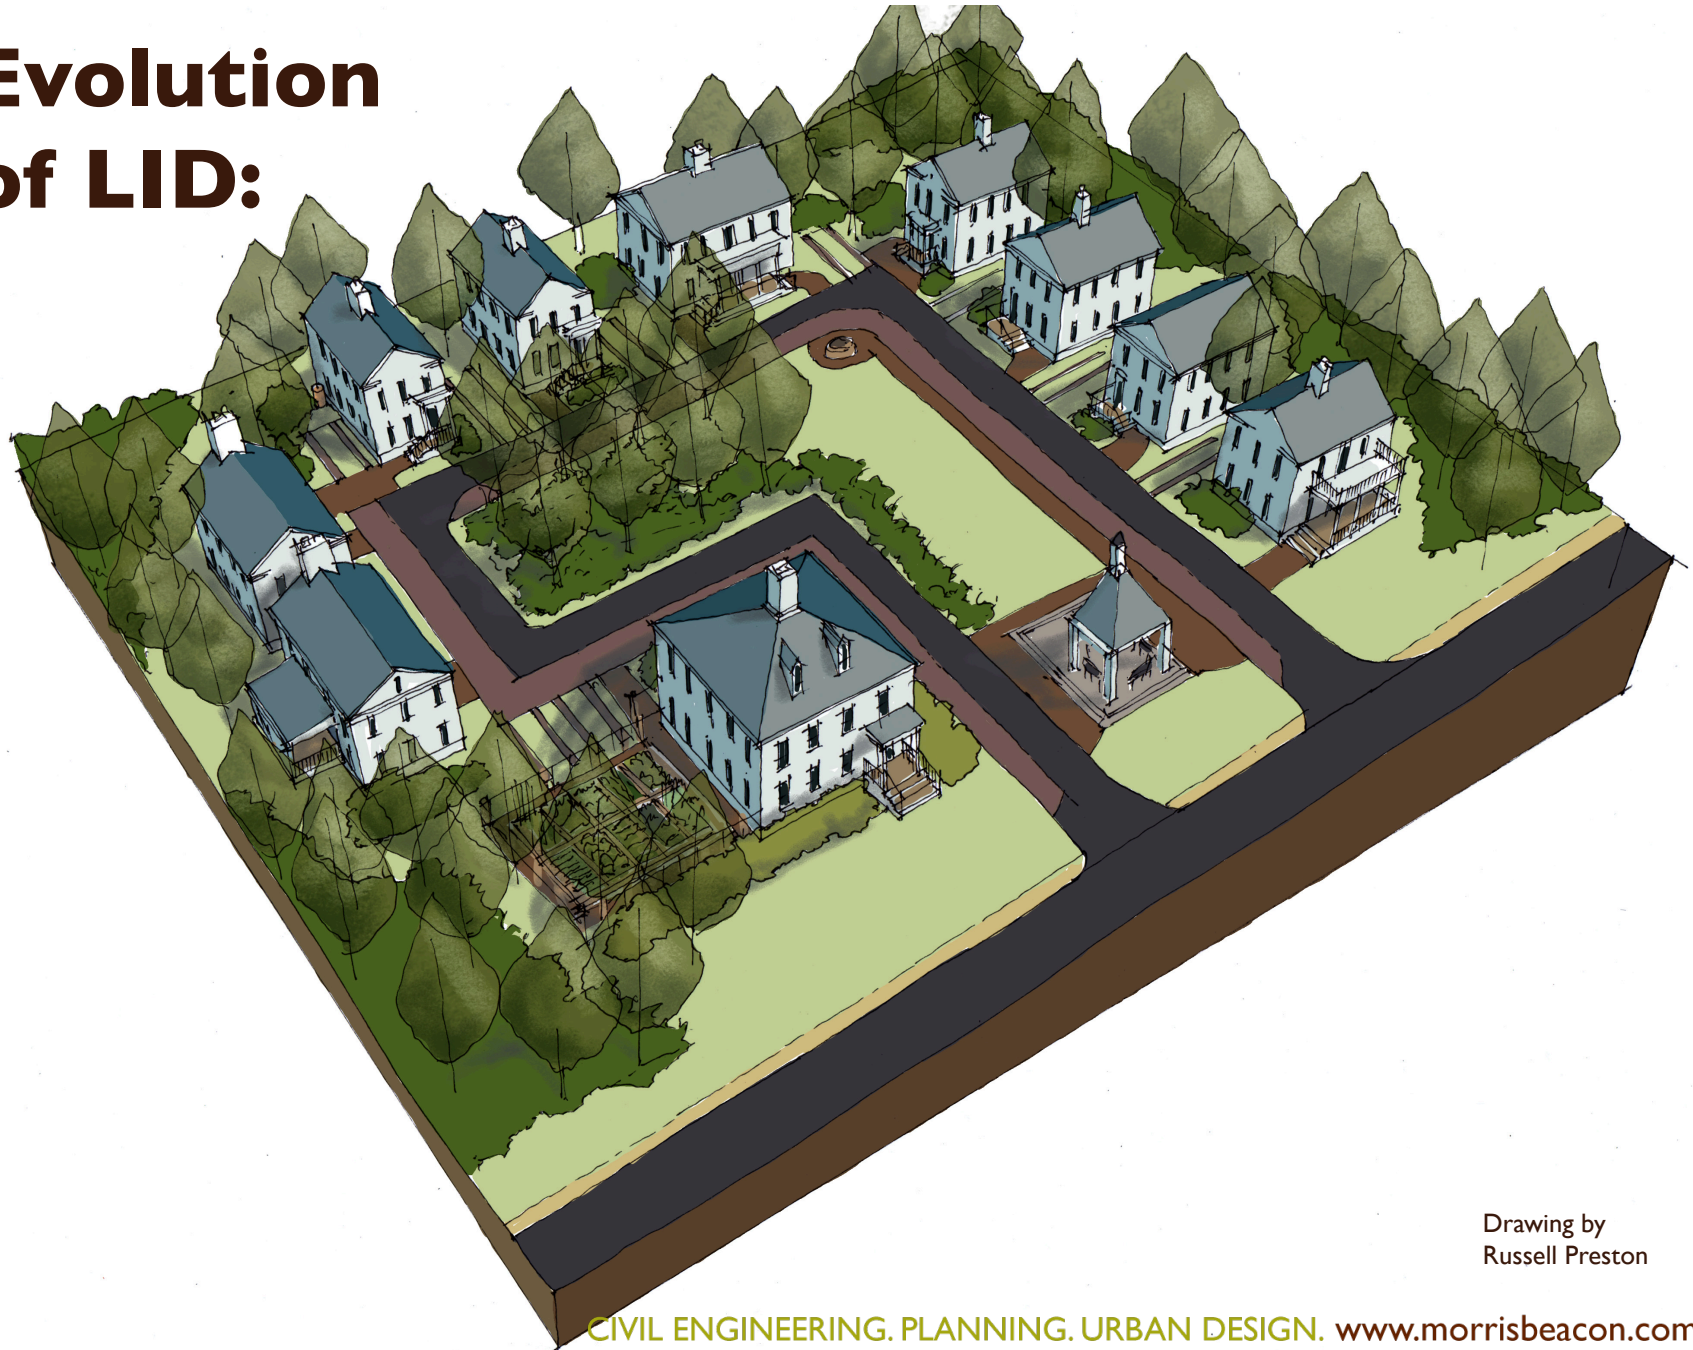 Evolution
of LID:
Drawing by
Russell Preston
CIVIL ENGINEERING. PLANNING. URBAN DESIGN. www.morrisbeacon.com